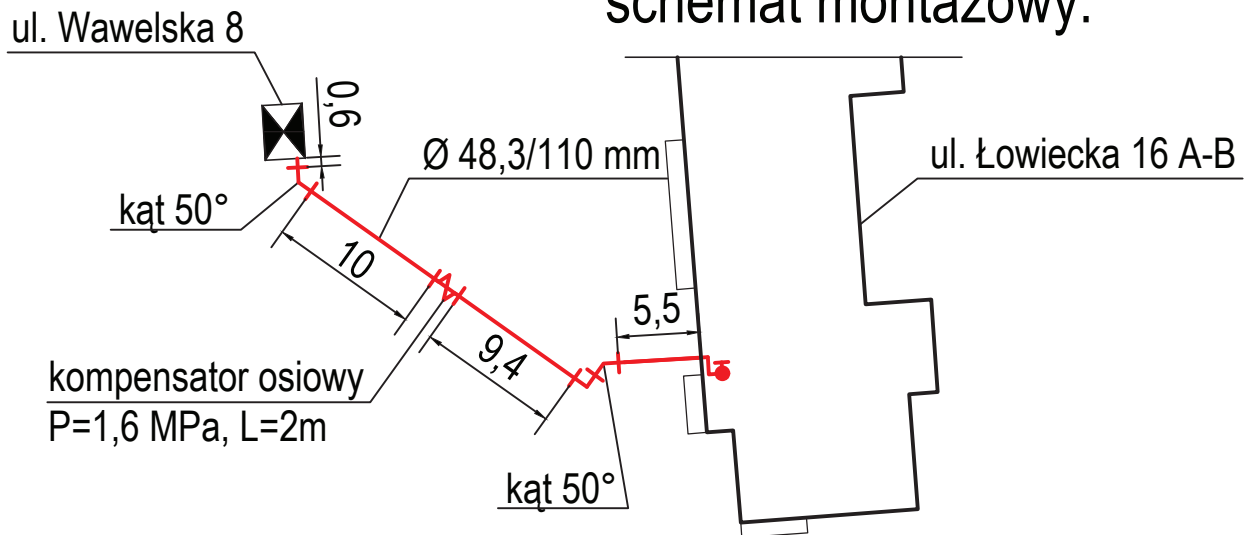 schemat montażowy.
ul. Wawelska 8
0,6
Ø 48,3/110 mm
ul. Łowiecka 16 A-B
kąt 50°
10
5,5
9,4
kompensator osiowy
P=1,6 MPa, L=2m
kąt 50°